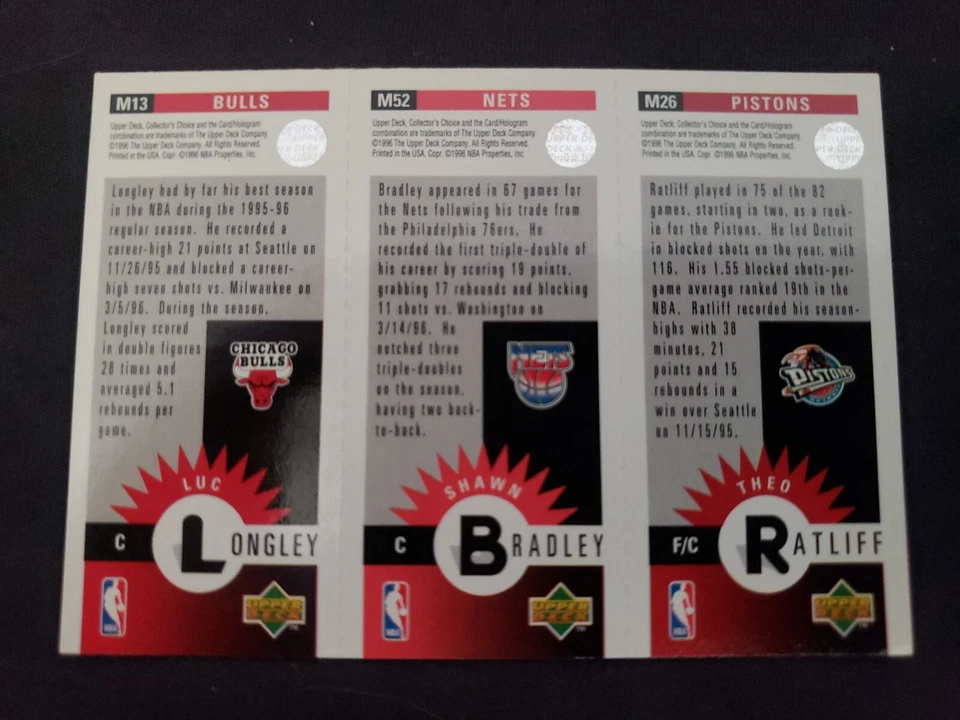 M13 BULLS
Upper Deck, Collector's Choice and the Card/Hologram
combination are trademarks of The Upper Deck Company.
©1996 The Upper Deck Company. All Rights Reserved.
Printed in the USA. Copr. ©1996 NBA Properties, Inc.
Longley had by far his best season
in the NBA during the 1995-96
regular season. He recorded a
career-high 21 points at Seattle on
11/26/95 and blocked a career-
high seven shots vs. Milwaukee on
3/5/96. During the season,
Longley scored
in double figures
28 times and
averaged 5.1
rebounds per
game.
CHICAGO
BULLS
LUC
C LONGLEY
NBA
UPPER
DECK
M52 NETS
Upper Deck, Collector's Choice and the Card/Hologram
combination are trademarks of The Upper Deck Company.
©1996 The Upper Deck Company. All Rights Reserved.
Printed in the USA. Copr. ©1996 NBA Properties, Inc.
UPPER DE
DECK
Bradley appeared in 67 games for
the Nets following his trade from
the Philadelphia 76ers. He
recorded the first triple-double of
his career by scoring 19 points,
grabbing 17 rebounds and blocking
11 shots vs. Washington on
3/14/96. He
notched three
triple-doubles
on the season,
having two back-
to-back.
NETS
SHAWN
C BRADLEY
NBA
UPPER
DECK
M26 PISTONS
Upper Deck, Collector's Choice and the Card/Hologram
combination are trademarks of The Upper Deck Company.
©1996 The Upper Deck Company. All Rights Reserved.
Printed in the USA. Copr. ©1996 NBA Properties, Inc.
UPPER
DECK
Ratliff played in 75 of the 82
games, starting in two, as a rook-
ie for the Pistons. He led Detroit
in blocked shots on the year, with
116. His 1.55 blocked shots-per-
game average ranked 19th in the
NBA. Ratliff recorded his season-
highs with 38
minutes, 21
points and 15
rebounds in a
win over Seattle
on 11/15/95.
PISTONS
THEO
F/C RATLIFF
NBA
UPPER
DECK